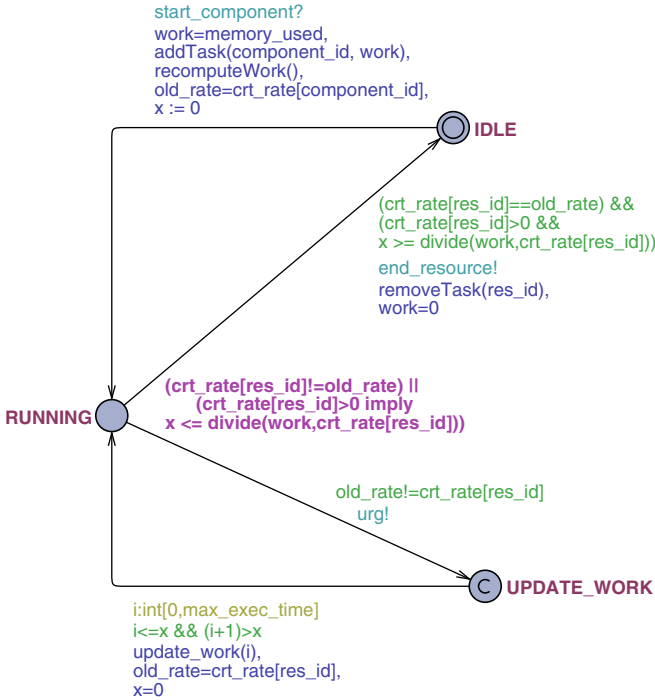 start_component?
work=memory_used,
addTask(component_id, work),
recomputeWork(),
old_rate=crt_rate[component_id],
x := 0
IDLE
(crt_rate[res_id]==old_rate) &&
(crt_rate[res_id]>0 &&
x >= divide(work,crt_rate[res_id]))
end_resource!
removeTask(res_id),
work=0
(crt_rate[res_id]!=old_rate) ||
(crt_rate[res_id]>0 imply
x <= divide(work,crt_rate[res_id]))
RUNNING
old_rate!=crt_rate[res_id]
urg!
C
UPDATE_WORK
i:int[0,max_exec_time]
i<=x && (i+1)>x
update_work(i),
old_rate=crt_rate[res_id],
x=0